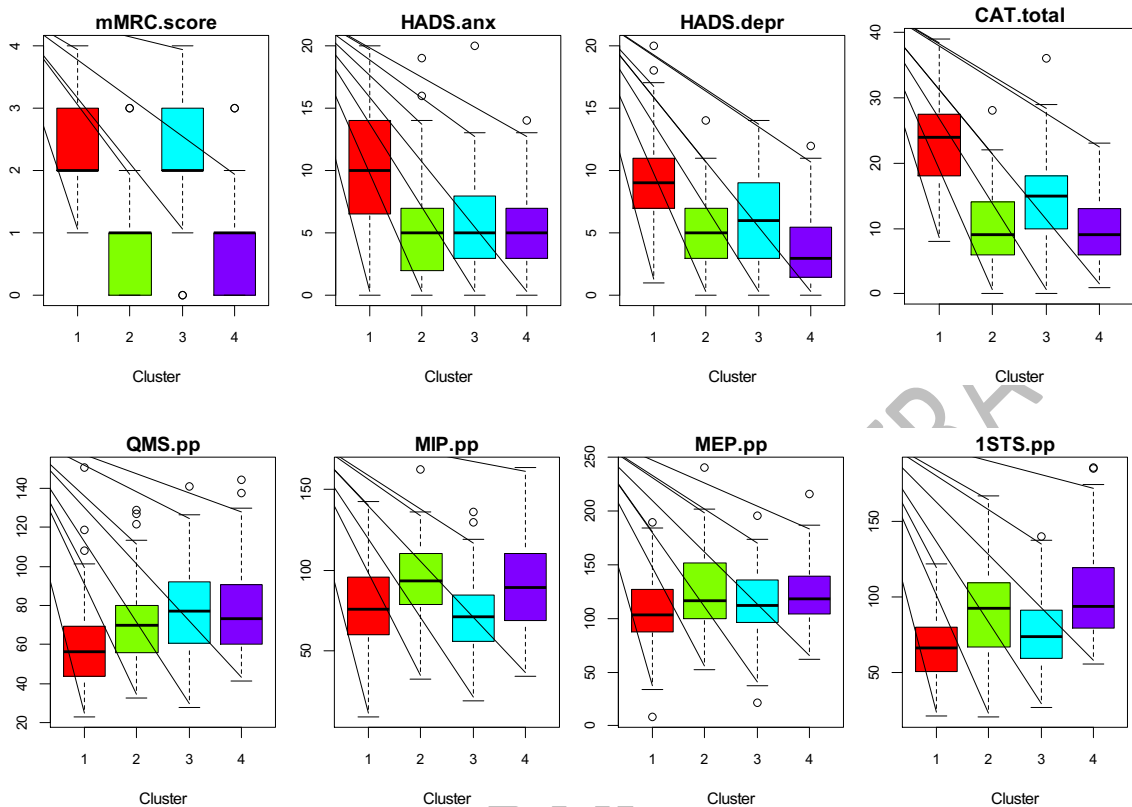 mMRC.score HADS.anx HADS.depr CAT.total
4 3 2 1 0
20 15 10 5 0
20 15 10 5 0
40 30 20 10 0
1 2 3 4 1 2 3 4 1 2 3 4 1 2 3 4
Cluster Cluster Cluster Cluster
QMS.pp MIP.pp MEP.pp 1STS.pp
140 120 100 80 60 40 20
150 100 50
250 200 150 100 50 0
150 100 50
1 2 3 4 1 2 3 4 1 2 3 4 1 2 3 4
Cluster Cluster Cluster Cluster